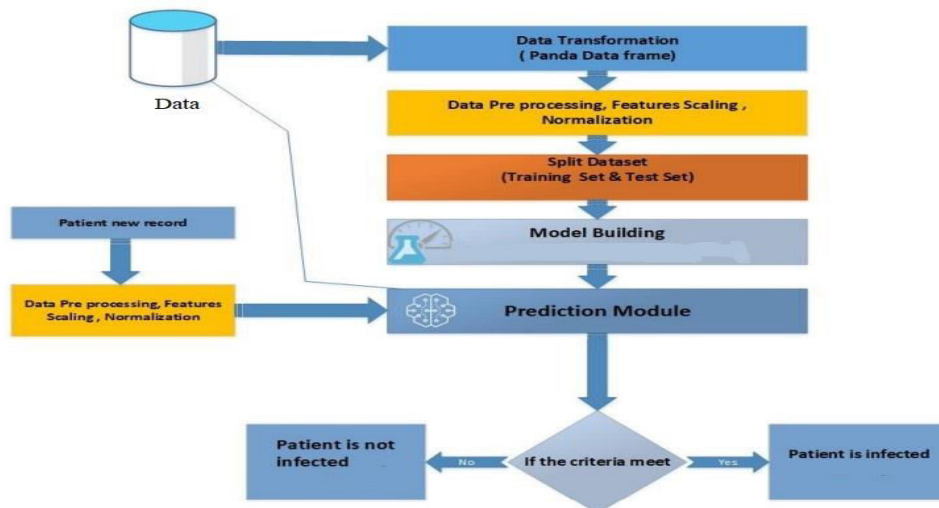 Data
Data Transformation
( Panda Data frame)
Data Pre processing, Features Scaling ,
Normalization
Split Dataset
(Training Set & Test Set)
Model Building
Patient new record
Data Pre processing, Features
Scaling , Normalization
Prediction Module
If the criteria meet
No
Patient is not
infected
Yes
Patient is infected